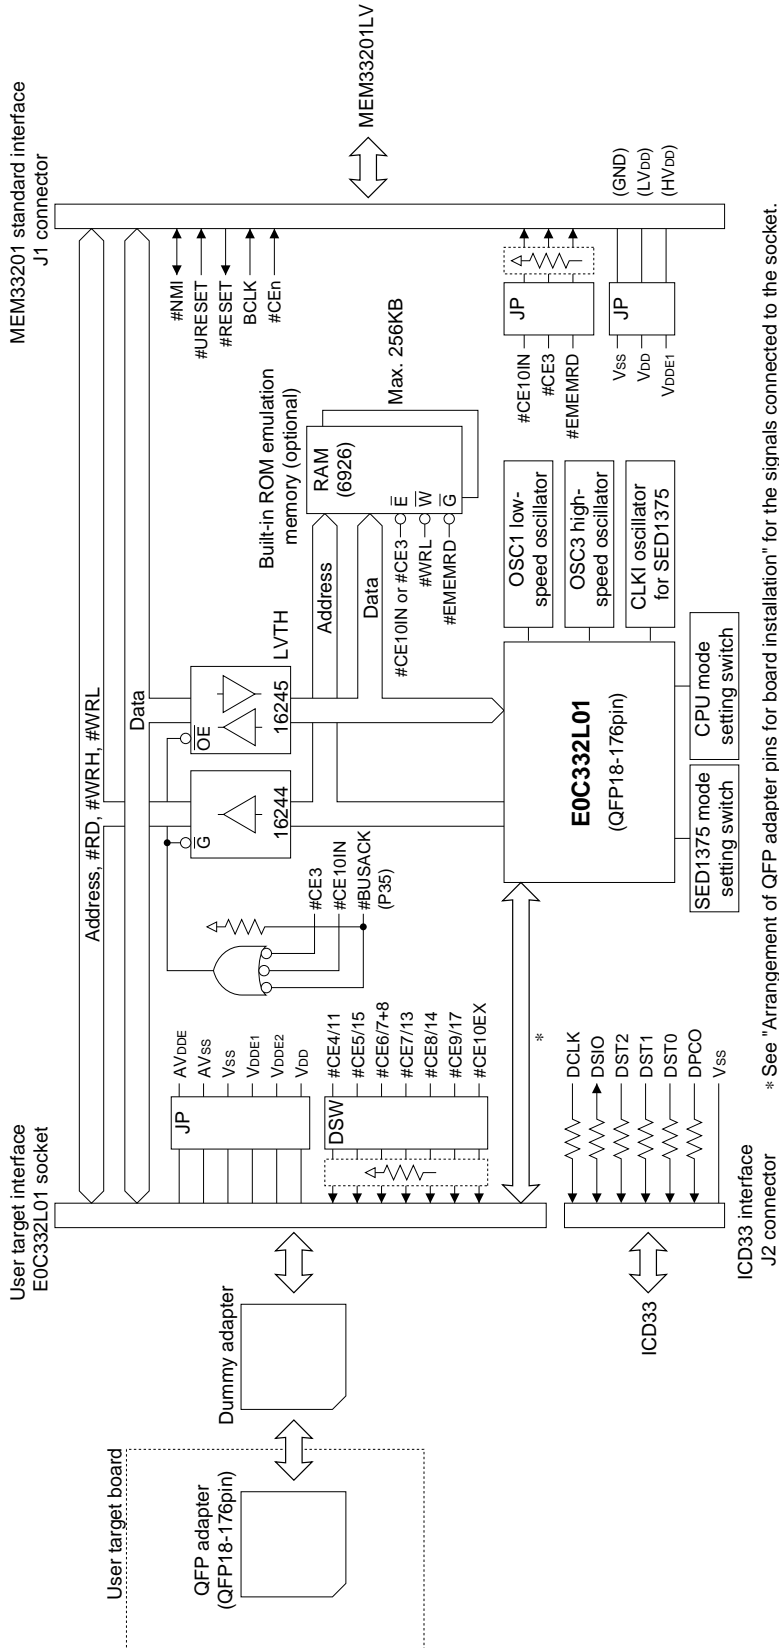 MEM33201 standard interface
J1 connector
MEM33201LV
Address, #RD, #WRH, #WRL
Data
#NMI
#URESET
#RESET
BCLK
#CEn
#CE10IN
#CE3
#EMEMRD
JP
VSS
VDD
VDDE1
JP
(GND)
(LVDD)
(HVDD)
Built-in ROM emulation
memory (optional)
RAM
(6926)
Max. 256KB
E
W
G
#CE10IN or #CE3
#WRL
#EMEMRD
Address
Data
OE
16245
LVTH
G
16244
#CE3
#CE10IN
#BUSACK
(P35)
E0C332L01
(QFP18-176pin)
OSC1 low-
speed oscillator
OSC3 high-
speed oscillator
CLKI oscillator
for SED1375
SED1375 mode
setting switch
CPU mode
setting switch
*
User target interface
E0C332L01 socket
JP
AVDDE
AVSS
VSS
VDDE1
VDDE2
VDD
DSW
#CE4/11
#CE5/15
#CE6/7+8
#CE7/13
#CE8/14
#CE9/17
#CE10EX
DCLK
DSIO
DST2
DST1
DST0
DPCO
VSS
ICD33
ICD33 interface
J2 connector
Dummy adapter
User target board
QFP adapter
(QFP18-176pin)
* See "Arrangement of QFP adapter pins for board installation" for the signals connected to the socket.